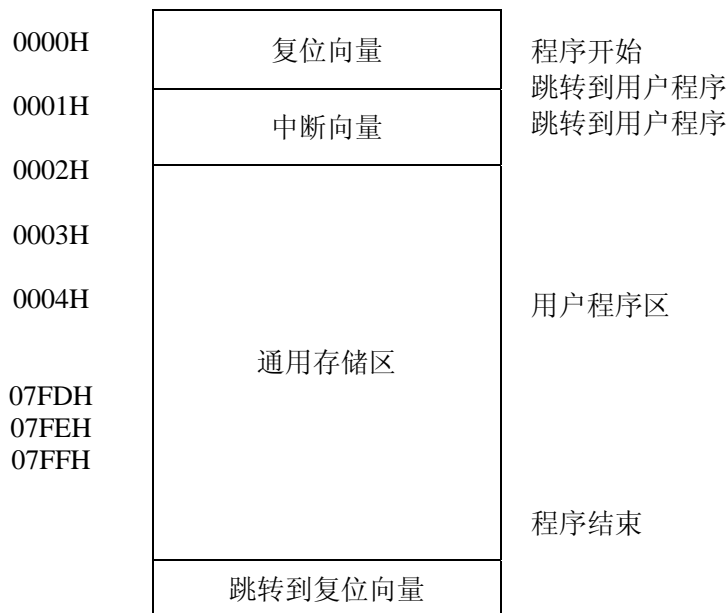 0000H
复位向量
程序开始
跳转到用户程序
0001H
中断向量
跳转到用户程序
0002H
0003H
0004H
用户程序区
通用存储区
07FDH
07FEH
07FFH
程序结束
跳转到复位向量